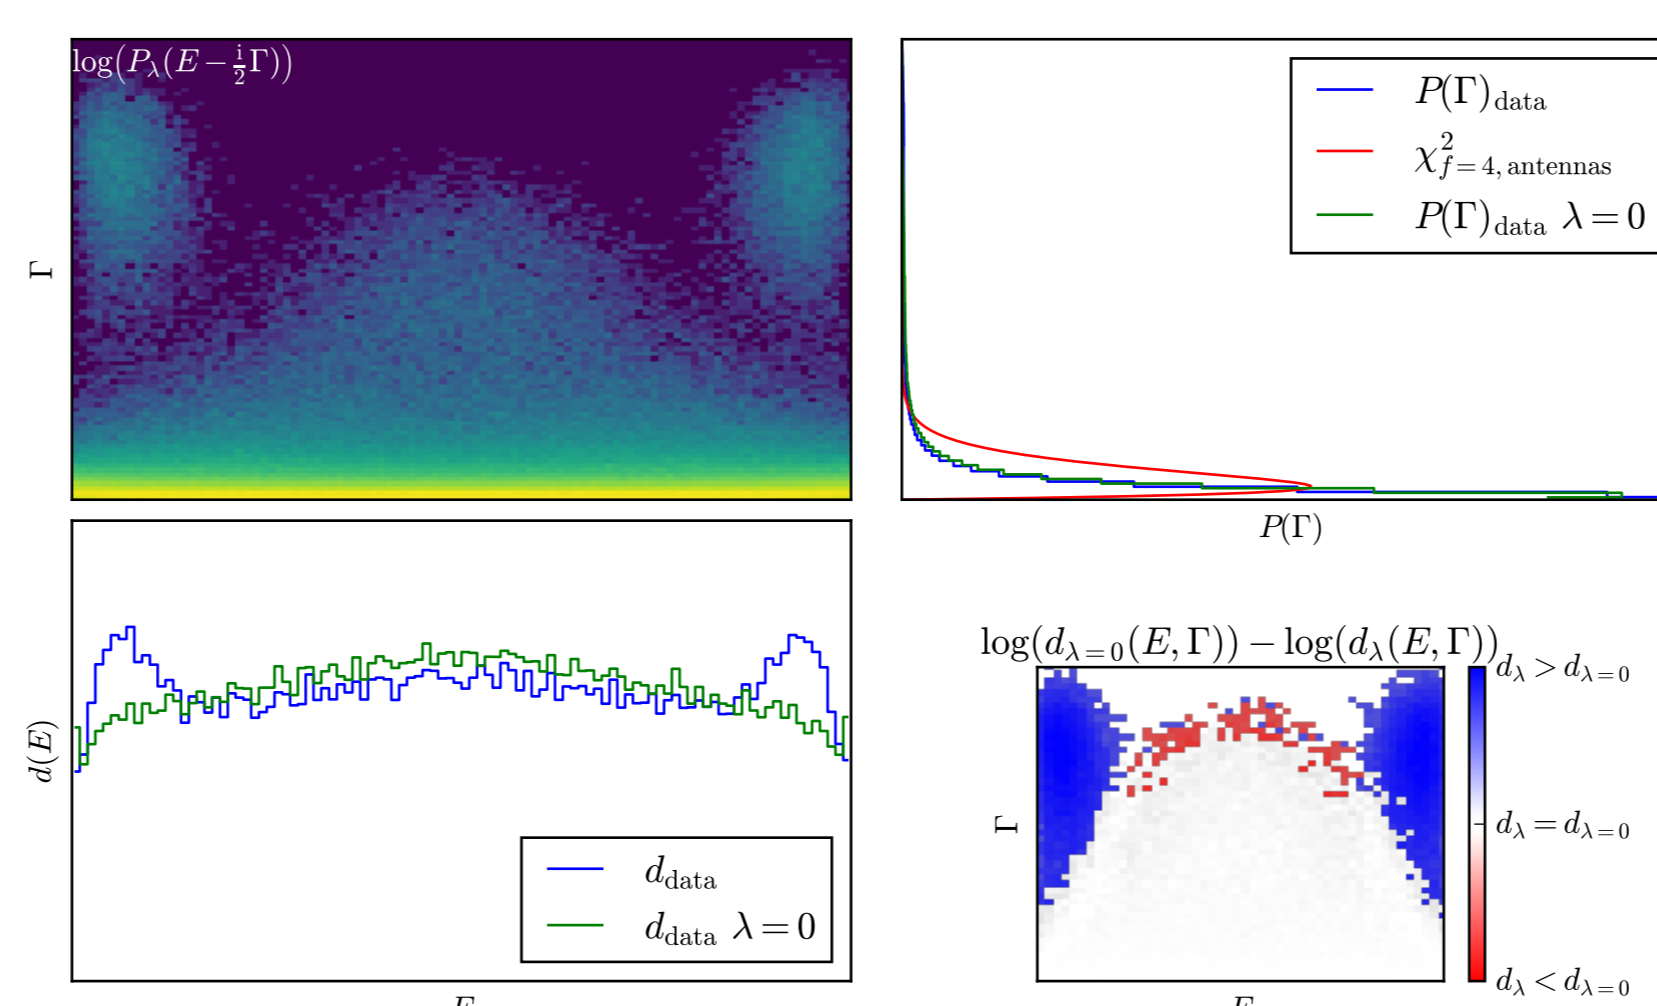 log(P_λ(E − i/2 Γ))
Γ
P(Γ)_data
χ²_{f=4, antennas}
P(Γ)_data λ = 0
P(Γ)
d(E)
d_data
d_data λ = 0
E
log(d_{λ=0}(E, Γ)) − log(d_λ(E, Γ))
d_λ > d_{λ=0}
Γ
d_λ = d_{λ=0}
d_λ < d_{λ=0}
E